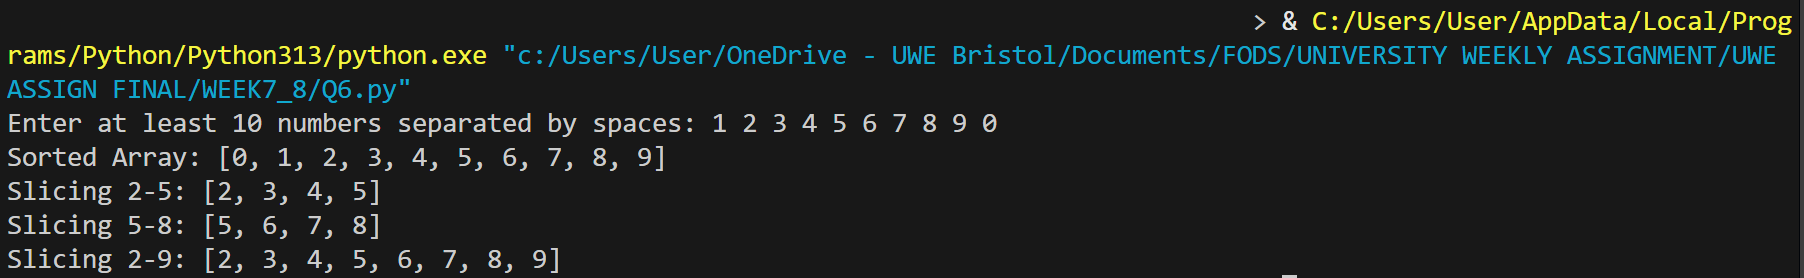 > & C:/Users/User/AppData/Local/Prog
rams/Python/Python313/python.exe "c:/Users/User/OneDrive - UWE Bristol/Documents/FODS/UNIVERSITY WEEKLY ASSIGNMENT/UWE
ASSIGN FINAL/WEEK7_8/Q6.py"
Enter at least 10 numbers separated by spaces: 1 2 3 4 5 6 7 8 9 0
Sorted Array: [0, 1, 2, 3, 4, 5, 6, 7, 8, 9]
Slicing 2-5: [2, 3, 4, 5]
Slicing 5-8: [5, 6, 7, 8]
Slicing 2-9: [2, 3, 4, 5, 6, 7, 8, 9]